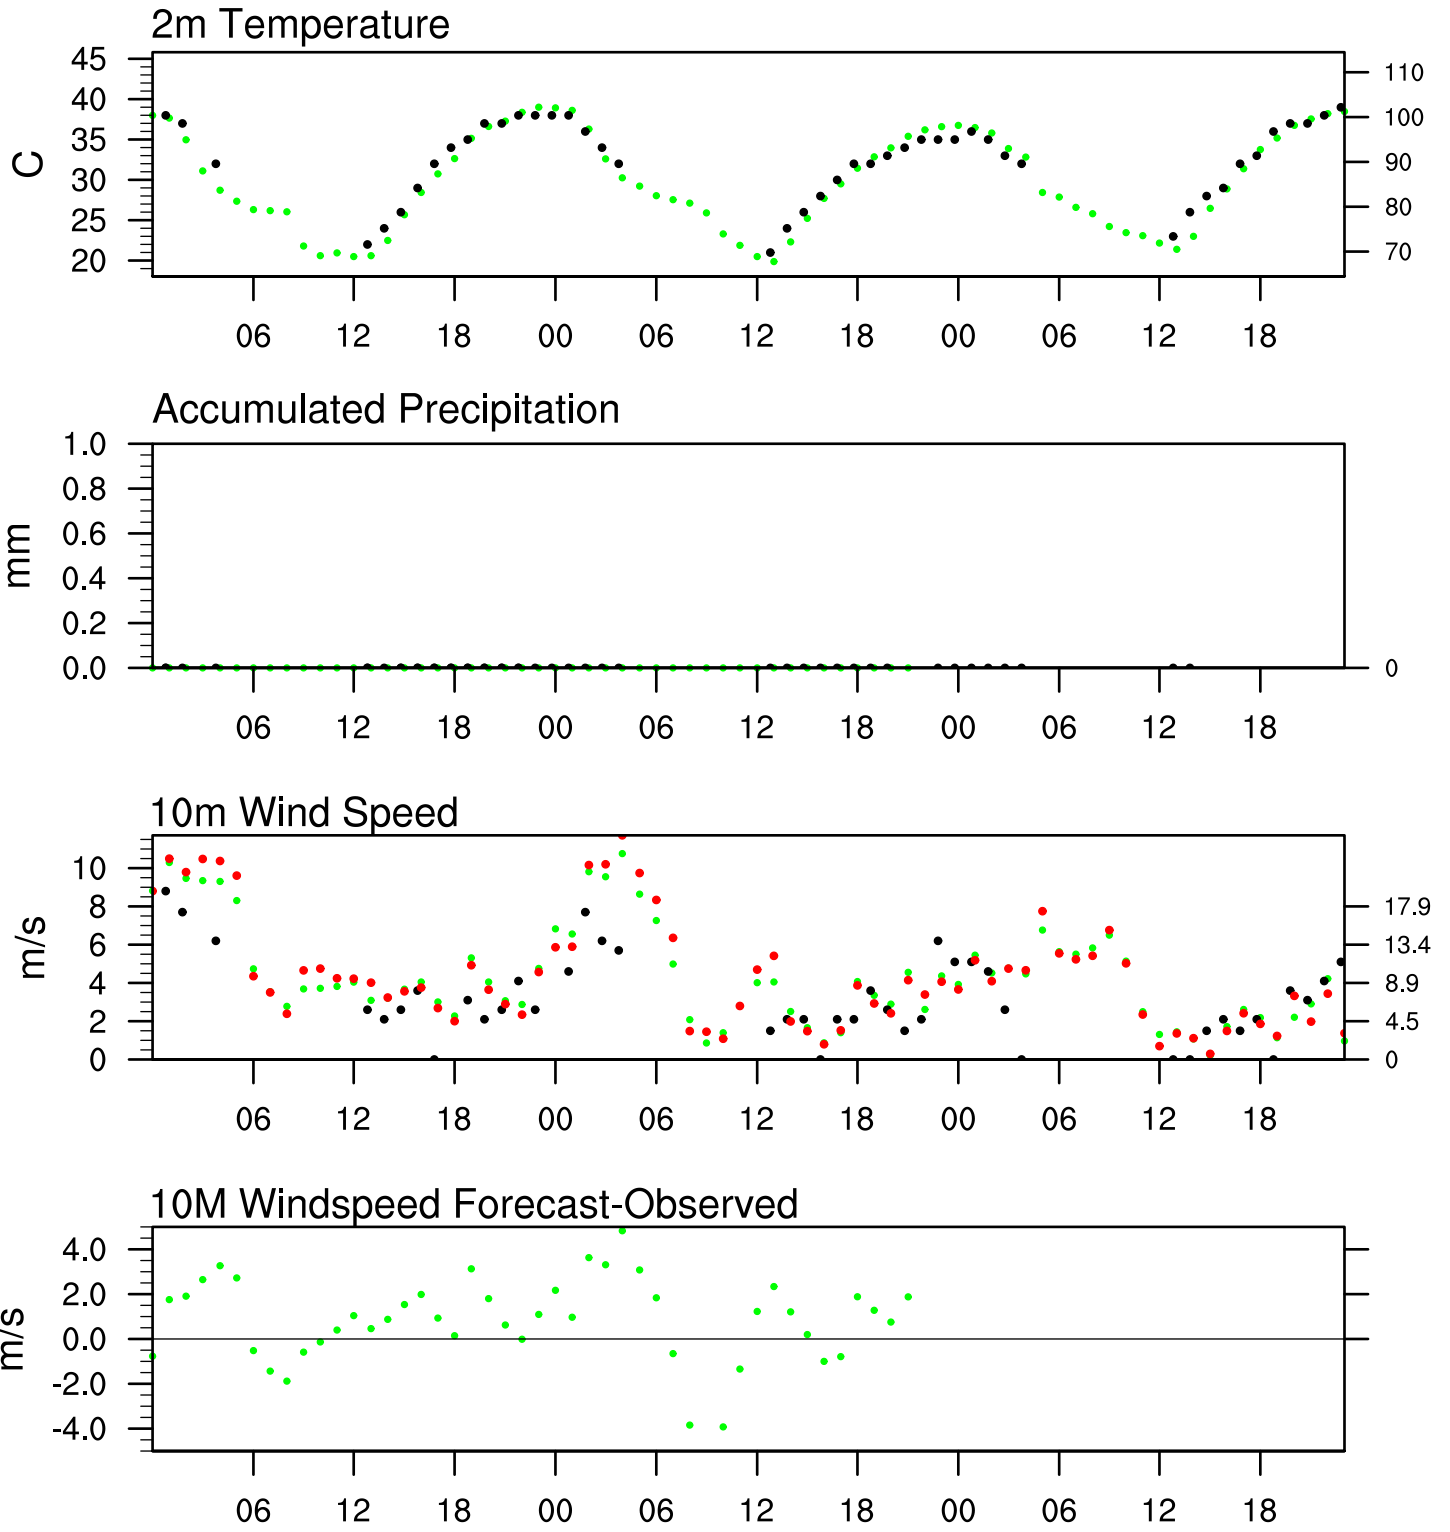 2m Temperature
45
40
35
30
25
20
C
110
100
90
80
70
06 12 18 00 06 12 18 00 06 12 18
Accumulated Precipitation
1.0
0.8
0.6
0.4
0.2
0.0
mm
0
06 12 18 00 06 12 18 00 06 12 18
10m Wind Speed
10
8
6
4
2
0
m/s
17.9
13.4
8.9
4.5
0
06 12 18 00 06 12 18 00 06 12 18
10M Windspeed Forecast-Observed
4.0
2.0
0.0
-2.0
-4.0
m/s
06 12 18 00 06 12 18 00 06 12 18